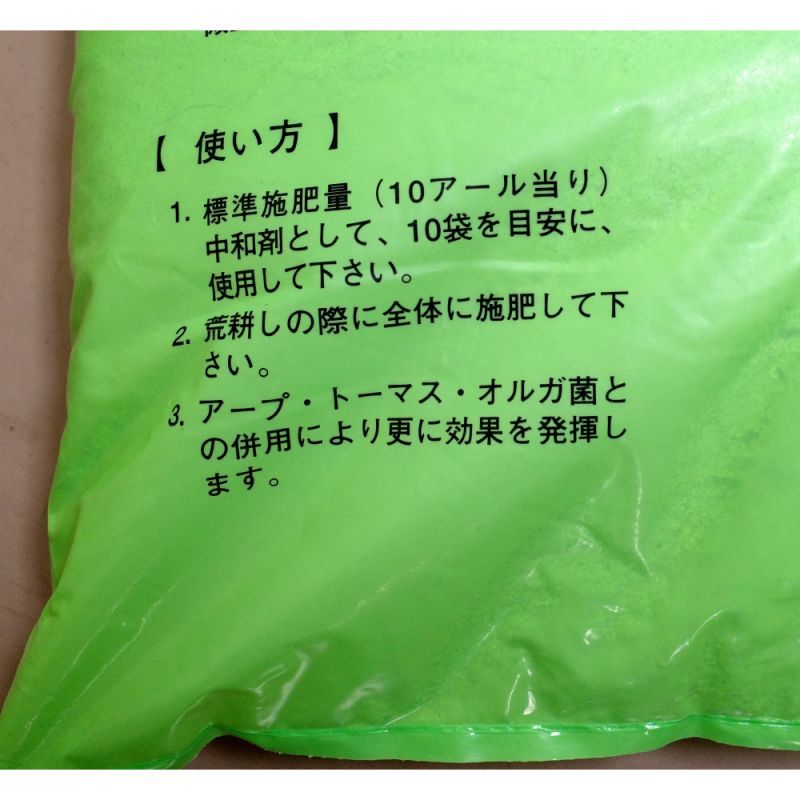 【 使い方 】
1. 標準施肥量（10アール当り）
中和剤として、10袋を目安に、
使用して下さい。
2. 荒耕しの際に全体に施肥して下
さい。
3. アープ・トーマス・オルガ菌と
の併用により更に効果を発揮し
ます。